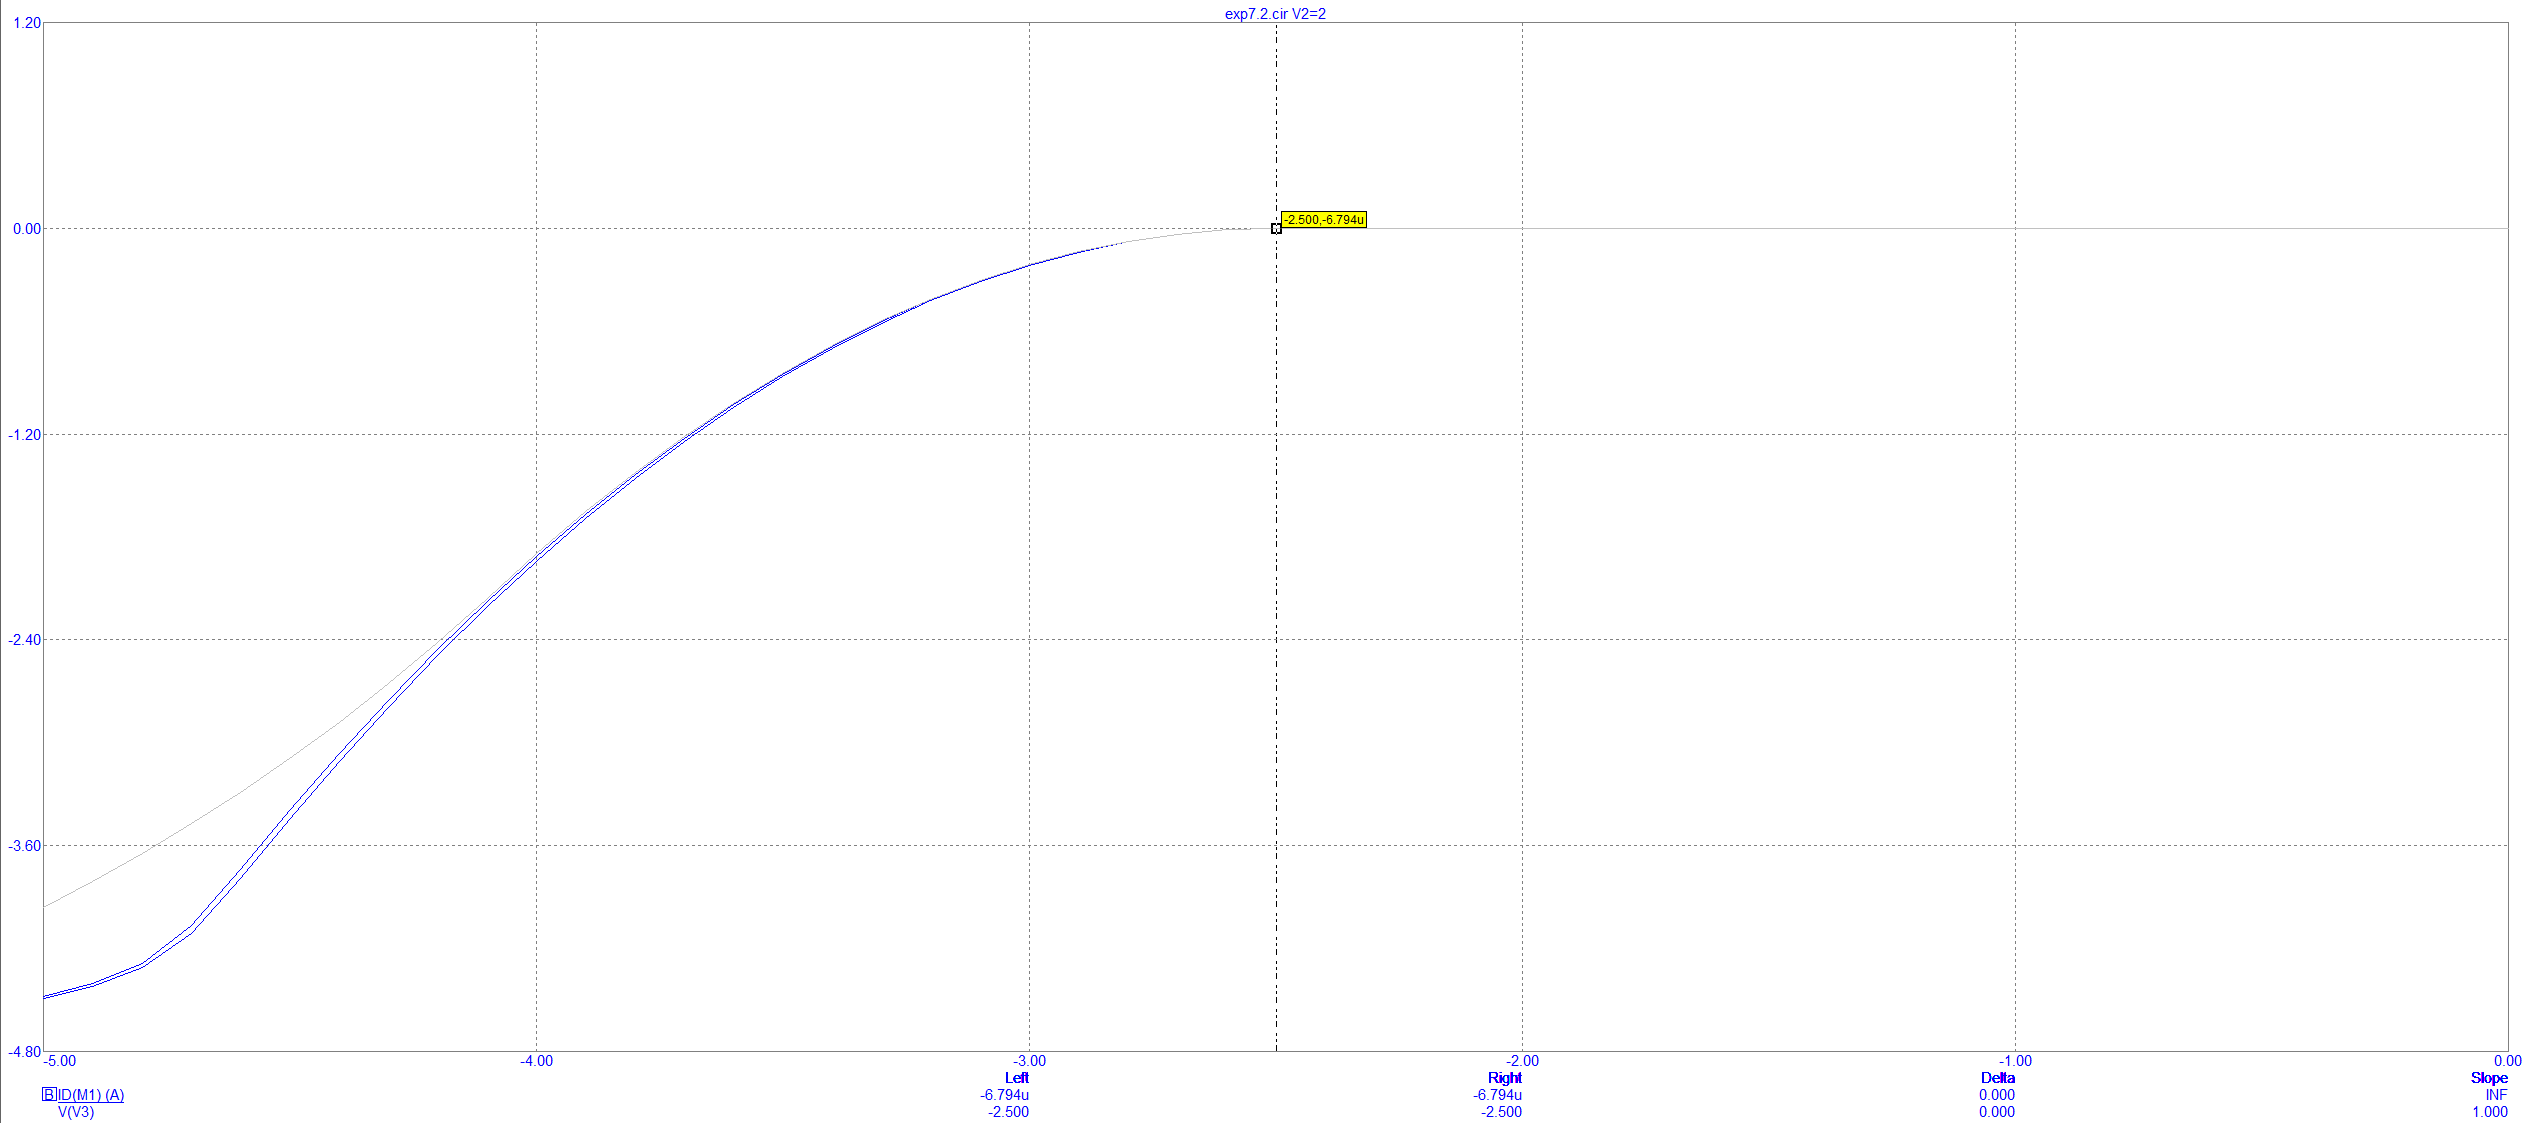 exp7.2.cir V2=2
1.20
0.00
-1.20
-2.40
-3.60
-4.80
-2.500,-6.794u
-5.00 -4.00 -3.00 -2.00 -1.00 0.00
Left Right Delta Slope
B ID(M1) (A) -6.794u -6.794u 0.000 INF
V(V3) -2.500 -2.500 0.000 1.000